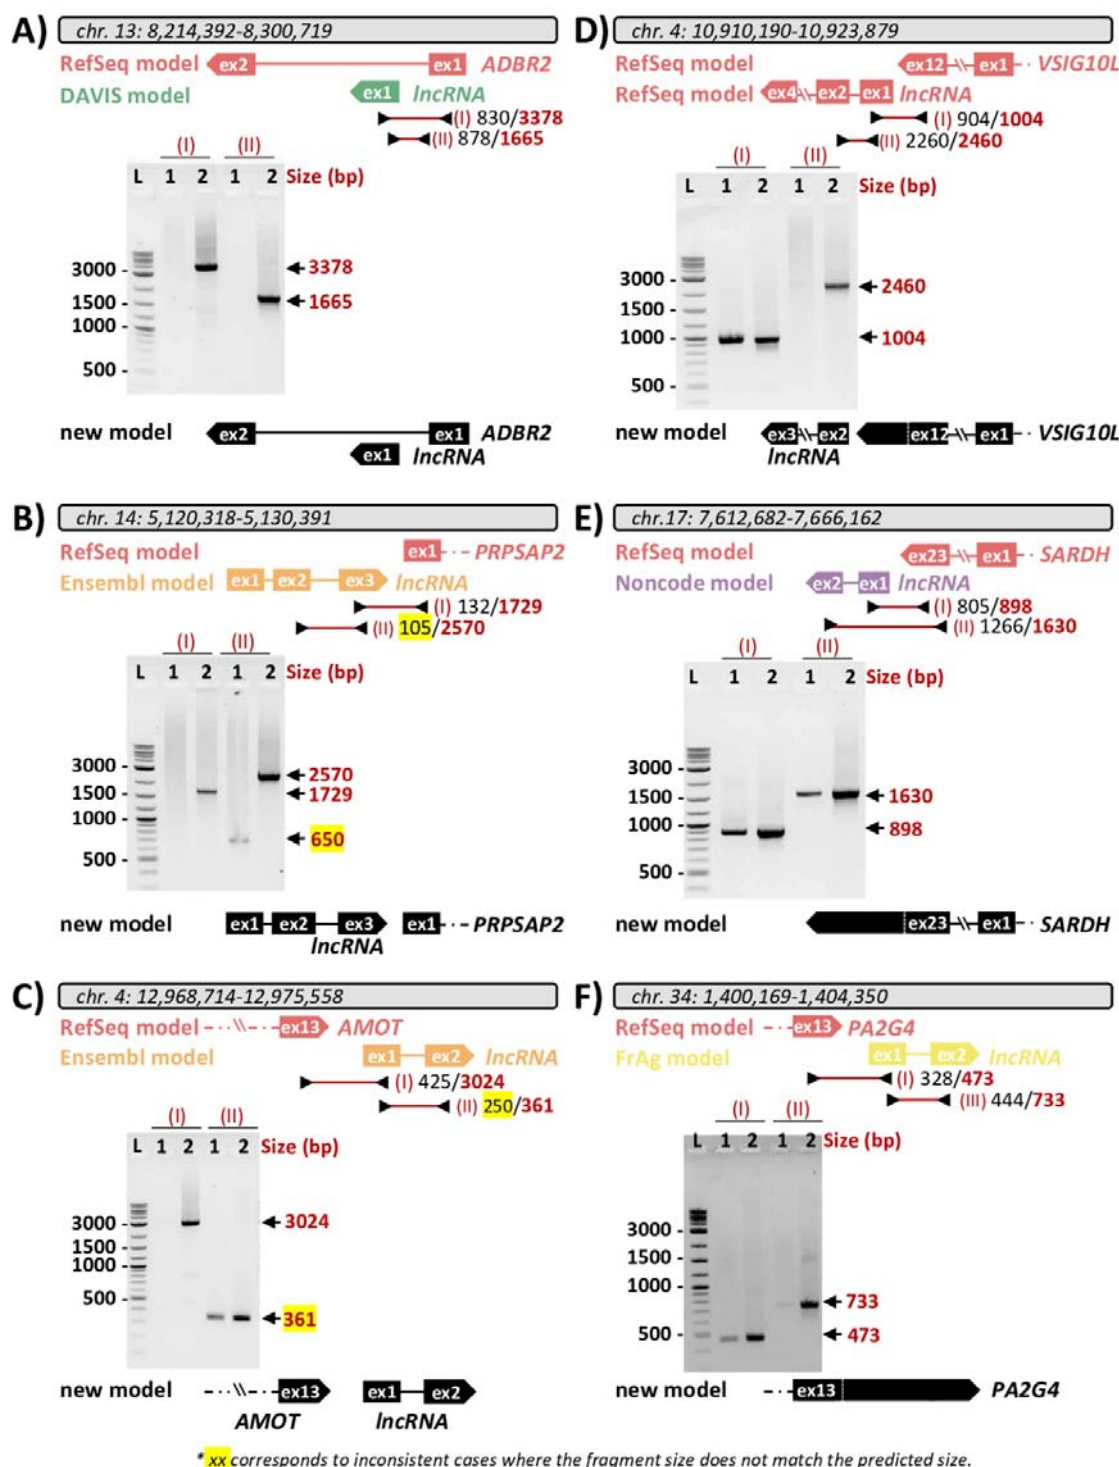 A) chr. 13: 8,214,392-8,300,719
RefSeq model ex2 ex1 ADBR2
DAVIS model ex1 lncRNA
(I) 830/3378
(II) 878/1665
(I) (II)
L 1 2 1 2 Size (bp)
3000 - 3378
1500 - 1665
1000 -
500 -
new model ex2 ex1 ADBR2
ex1 lncRNA
B) chr. 14: 5,120,318-5,130,391
RefSeq model ex1 PRPSAP2
Ensembl model ex1 ex2 ex3 lncRNA
(I) 132/1729
(II) 105/2570
(I) (II)
L 1 2 1 2 Size (bp)
3000 - 2570
1500 - 1729
1000 -
650
500 -
new model ex1 ex2 ex3 ex1 PRPSAP2
lncRNA
C) chr. 4: 12,968,714-12,975,558
RefSeq model ex13 AMOT
Ensembl model ex1 ex2 lncRNA
(I) 425/3024
(II) 250/361
(I) (II)
L 1 2 1 2 Size (bp)
3000 - 3024
1500 -
1000 -
500 -
361
new model ex13 ex1 ex2
AMOT lncRNA
D) chr. 4: 10,910,190-10,923,879
RefSeq model ex12 ex1 VSIG10L
RefSeq model ex4 ex2 ex1 lncRNA
(I) 904/1004
(II) 2260/2460
(I) (II)
L 1 2 1 2 Size (bp)
3000 - 2460
1500 -
1000 - 1004
500 -
new model ex3 ex2 ex12 ex1 VSIG10L
lncRNA
E) chr.17: 7,612,682-7,666,162
RefSeq model ex23 ex1 SARDH
Noncode model ex2 ex1 lncRNA
(I) 805/898
(II) 1266/1630
(I) (II)
L 1 2 1 2 Size (bp)
3000 -
1500 - 1630
1000 - 898
500 -
new model ex23 ex1 SARDH
F) chr. 34: 1,400,169-1,404,350
RefSeq model ex13 PA2G4
FrAg model ex1 ex2 lncRNA
(I) 328/473
(III) 444/733
(I) (II)
L 1 2 1 2 Size (bp)
3000 -
1500 -
1000 -
733
500 - 473
new model ex13 PA2G4
* xx corresponds to inconsistent cases where the fragment size does not match the predicted size.